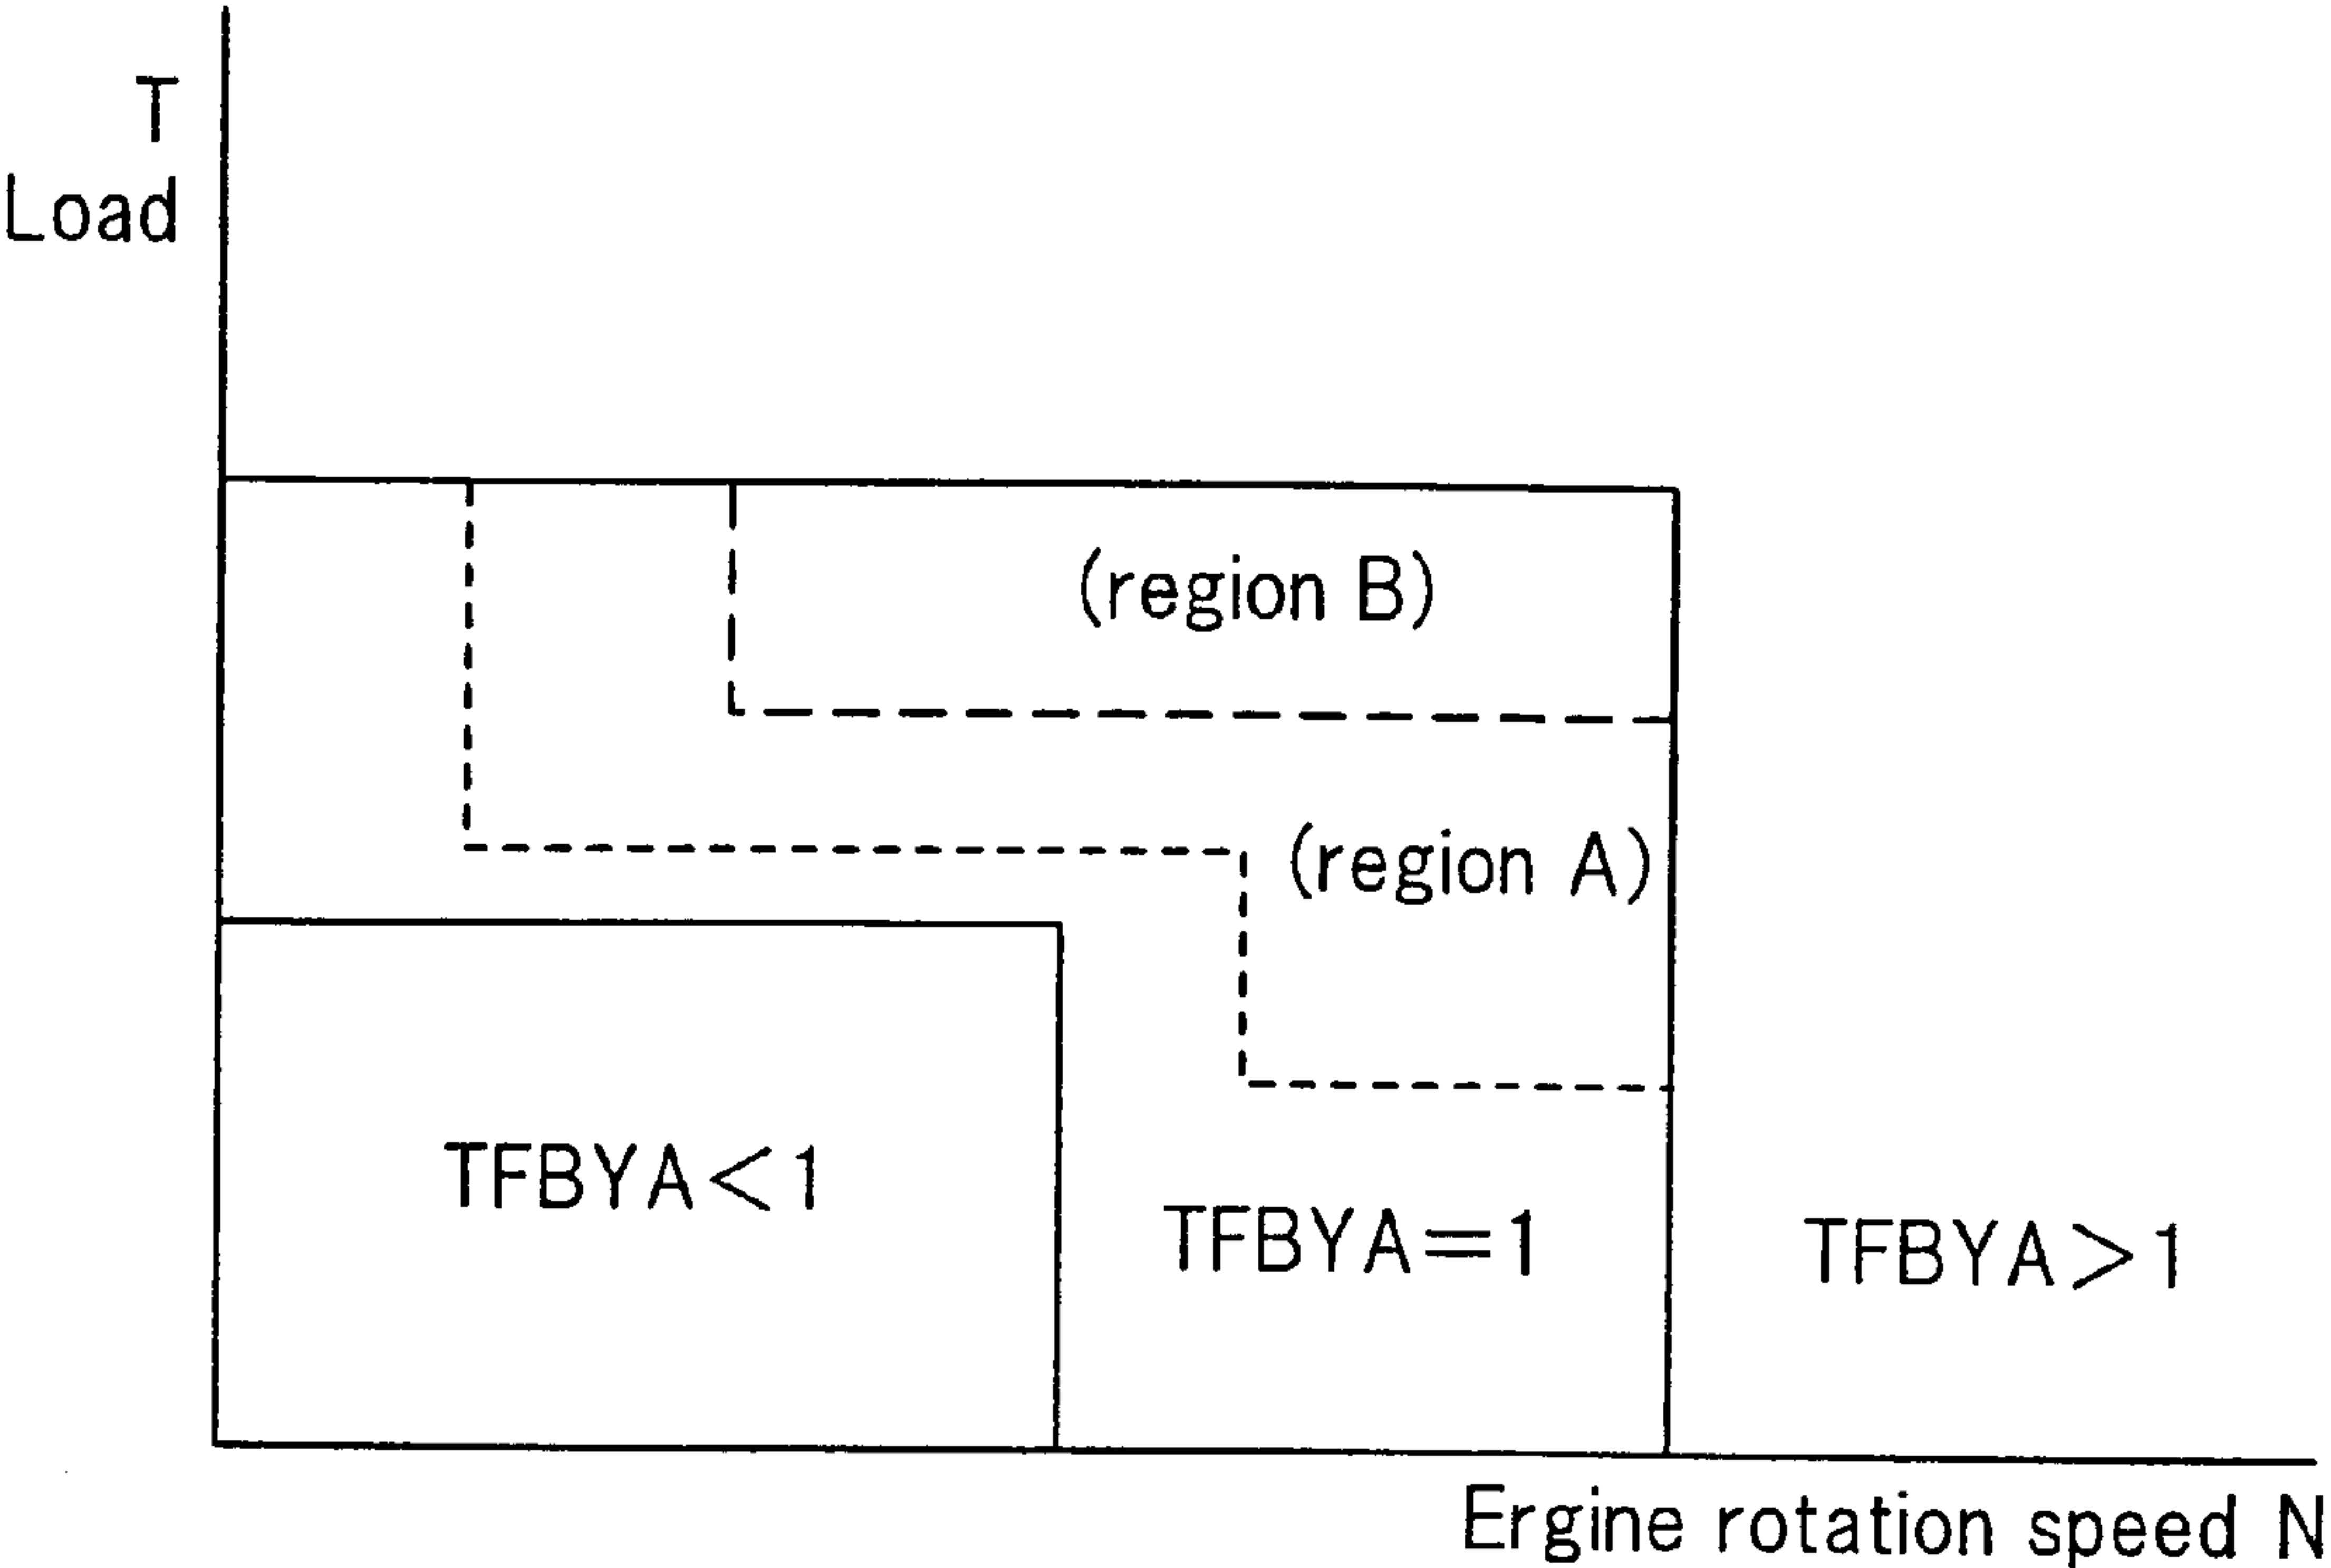 T
Load
(region B)
(region A)
TFBYA<1
TFBYA=1
TFBYA>1
Ergine rotation speed N